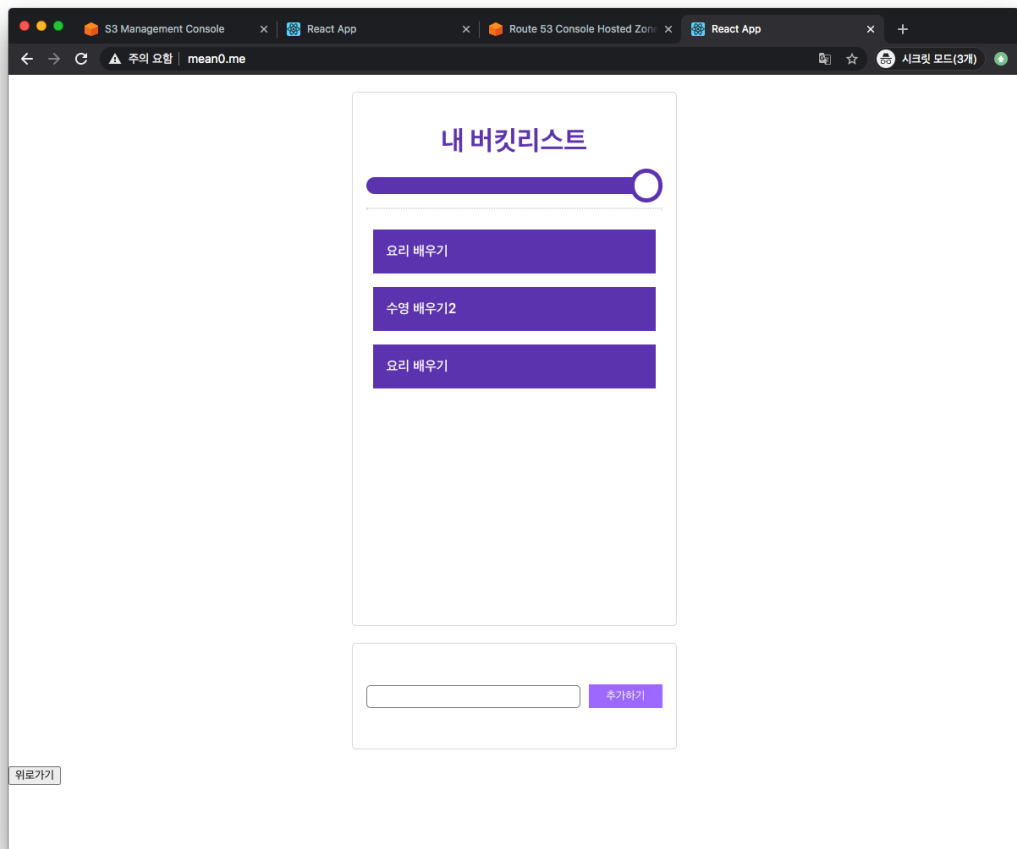 S3 Management Console
React App
Route 53 Console Hosted Zon
React App
주의 요함
mean0.me
시크릿 모드(3개)
내 버킷리스트
요리 배우기
수영 배우기2
요리 배우기
추가하기
위로가기